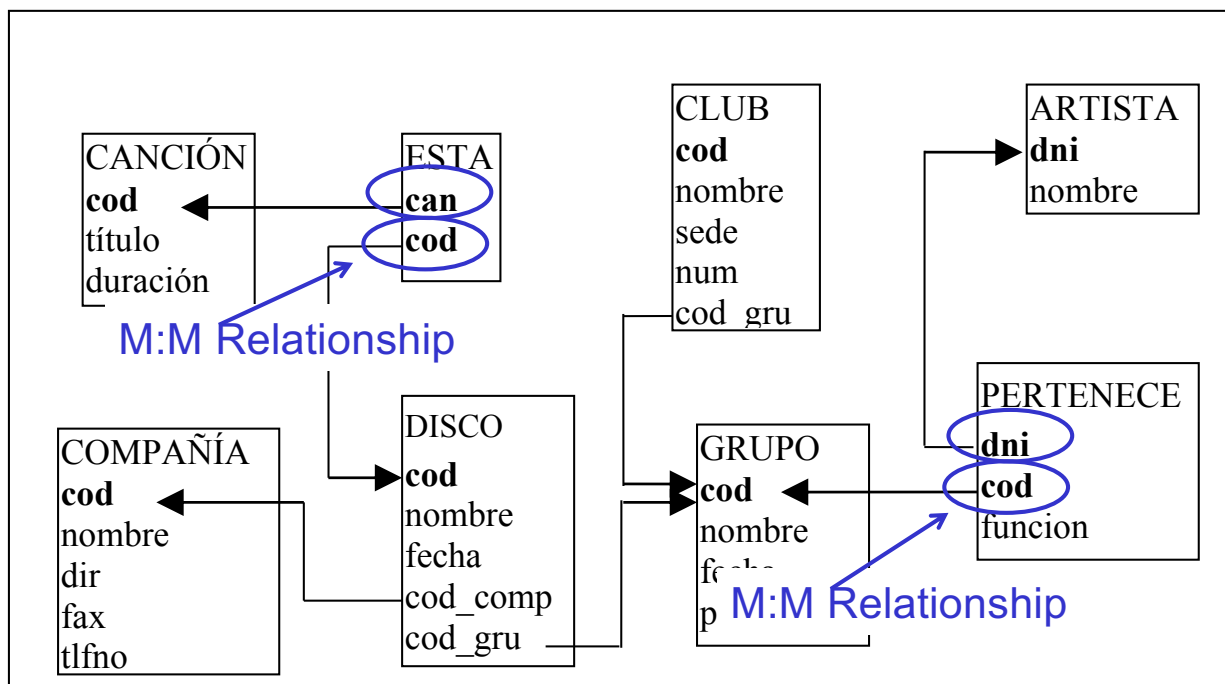 CANCIÓN
cod
título
duración
ESTA
can
cod
M:M Relationship
CLUB
cod
nombre
sede
num
cod_gru
ARTISTA
dni
nombre
COMPAÑÍA
cod
nombre
dir
fax
tlfno
DISCO
cod
nombre
fecha
cod_comp
cod_gru
GRUPO
cod
nombre
PERTENECE
dni
cod
funcion
M:M Relationship